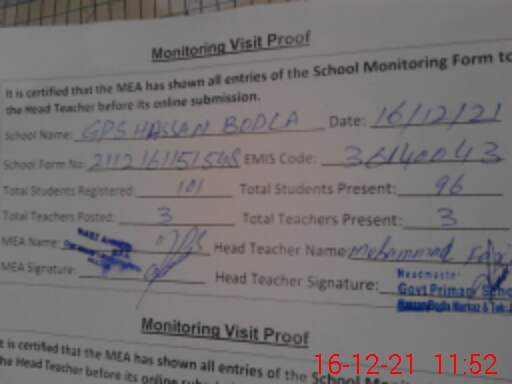 Monitoring Visit Proof
It is certified that the MEA has shown all entries of the School Monitoring Form to
the Head Teacher before its online submission.
School Name: GPS HASSAN BODLA Date: 16/12/21
School Form No: 2112161151548 EMIS Code: 36140043
Total Students Registered: 101 Total Students Present: 96
Total Teachers Posted: 3 Total Teachers Present: 3
MEA Name: Head Teacher Name: Mohammad
MEA Signature: Head Teacher Signature:
Headmaster
Govt Primary
Hassan Bodla Markaz &
Monitoring Visit Proof
It is certified that the MEA has shown all entries of the School
the Head Teacher before its online
16-12-21 11:52